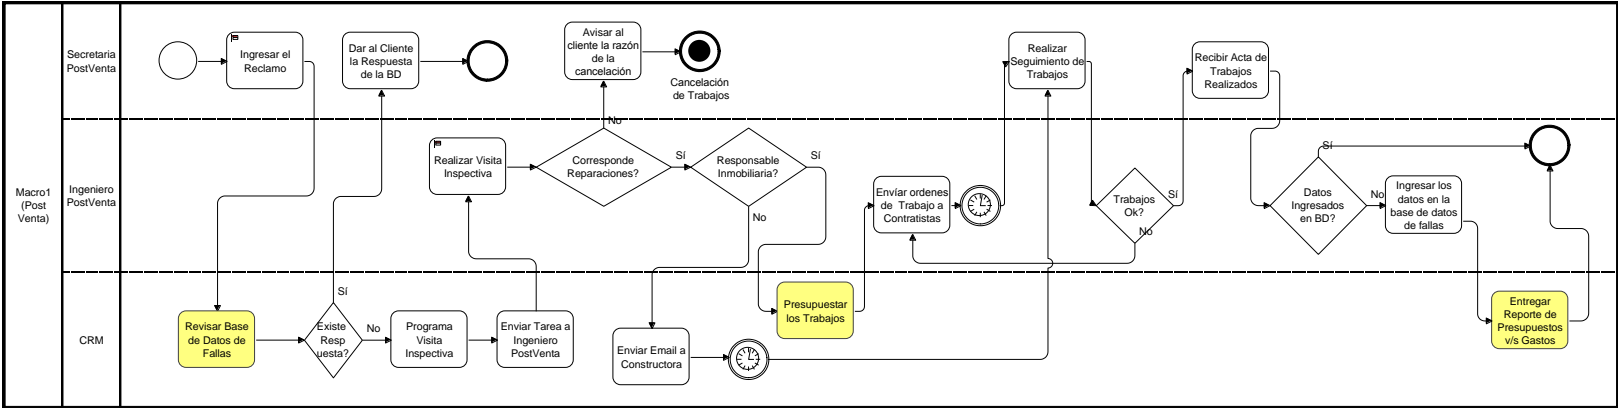 Macro1
(Post
Venta)
Secretaria
PostVenta
Ingresar el
Reclamo
Dar al Cliente
la Respuesta
de la BD
Avisar al
cliente la razón
de la
cancelación
Cancelación
de Trabajos
Realizar
Seguimiento de
Trabajos
Recibir Acta de
Trabajos
Realizados
Ingeniero
PostVenta
Realizar Visita
Inspectiva
No
Corresponde
Reparaciones?
Sí
Responsable
Inmobiliaria?
Sí
No
Envíar ordenes
de Trabajo a
Contratistas
Trabajos
Ok?
Sí
No
Sí
Datos
Ingresados
en BD?
No
Ingresar los
datos en la
base de datos
de fallas
CRM
Revisar Base
de Datos de
Fallas
Sí
Existe
Resp
uesta?
No
Programa
Visita
Inspectiva
Enviar Tarea a
Ingeniero
PostVenta
Enviar Email a
Constructora
Presupuestar
los Trabajos
Entregar
Reporte de
Presupuestos
v/s Gastos